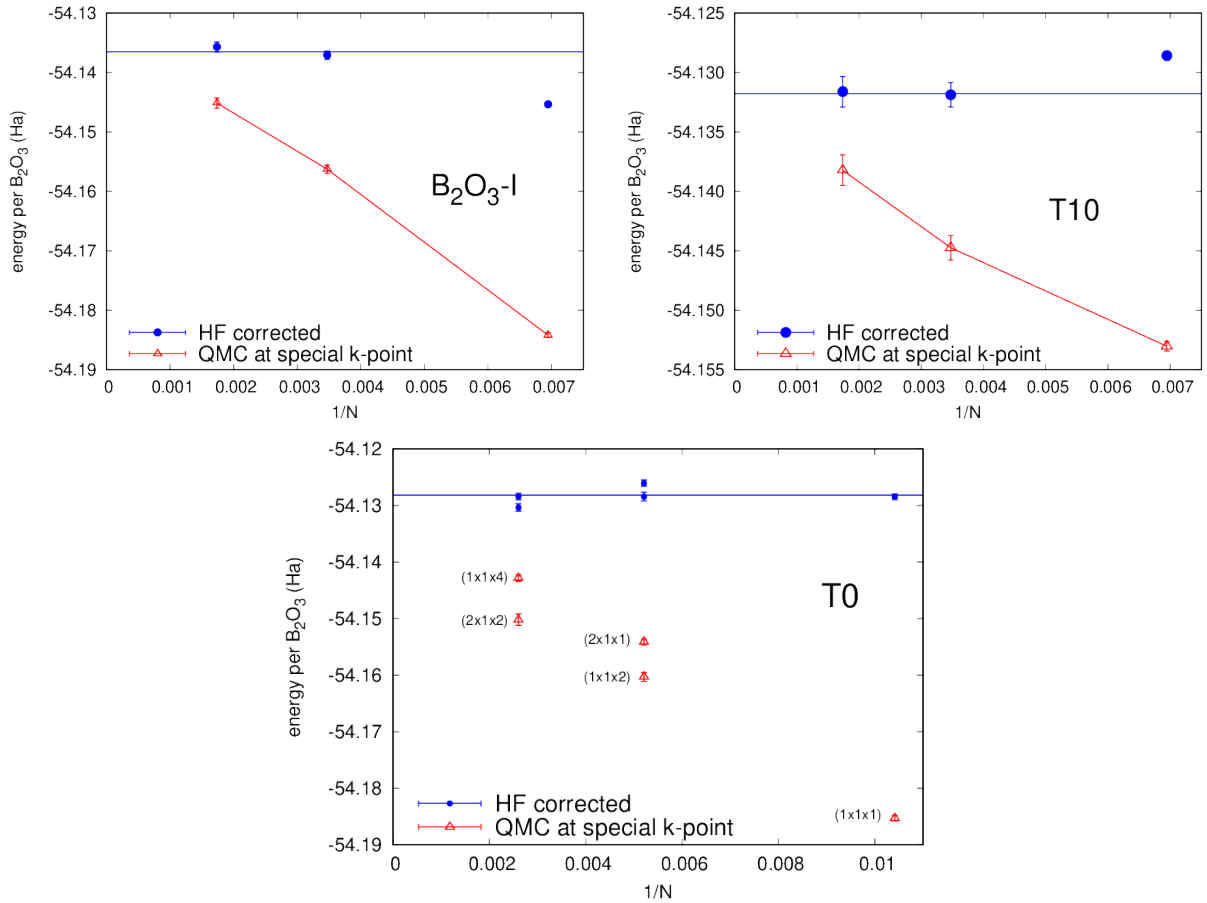 -54.13
-54.14
-54.15
-54.16
-54.17
-54.18
-54.19
0
0.001
0.002
0.003
0.004
0.005
0.006
0.007
energy per B₂O₃ (Ha)
1/N
B₂O₃-I
HF corrected
QMC at special k-point
-54.125
-54.130
-54.135
-54.140
-54.145
-54.150
-54.155
0
0.001
0.002
0.003
0.004
0.005
0.006
0.007
energy per B₂O₃ (Ha)
1/N
T10
HF corrected
QMC at special k-point
-54.12
-54.13
-54.14
-54.15
-54.16
-54.17
-54.18
-54.19
0
0.002
0.004
0.006
0.008
0.01
energy per B₂O₃ (Ha)
1/N
T0
(1x1x4)
(2x1x2)
(2x1x1)
(1x1x2)
(1x1x1)
HF corrected
QMC at special k-point